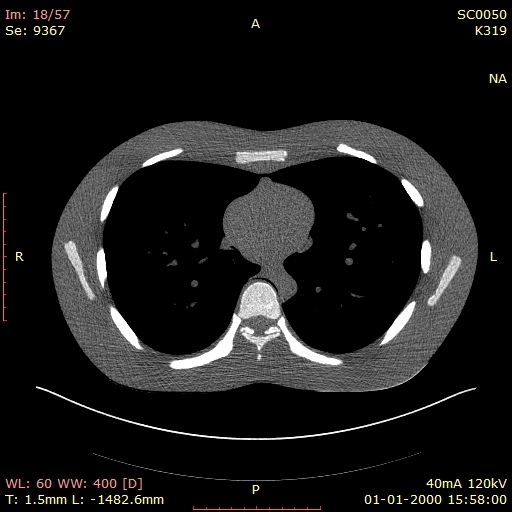 Im: 18/57
Se: 9367
A
SC0050
K319
NA
R
L
WL: 60 WW: 400 [D]
T: 1.5mm L: -1482.6mm
P
40mA 120kV
01-01-2000 15:58:00